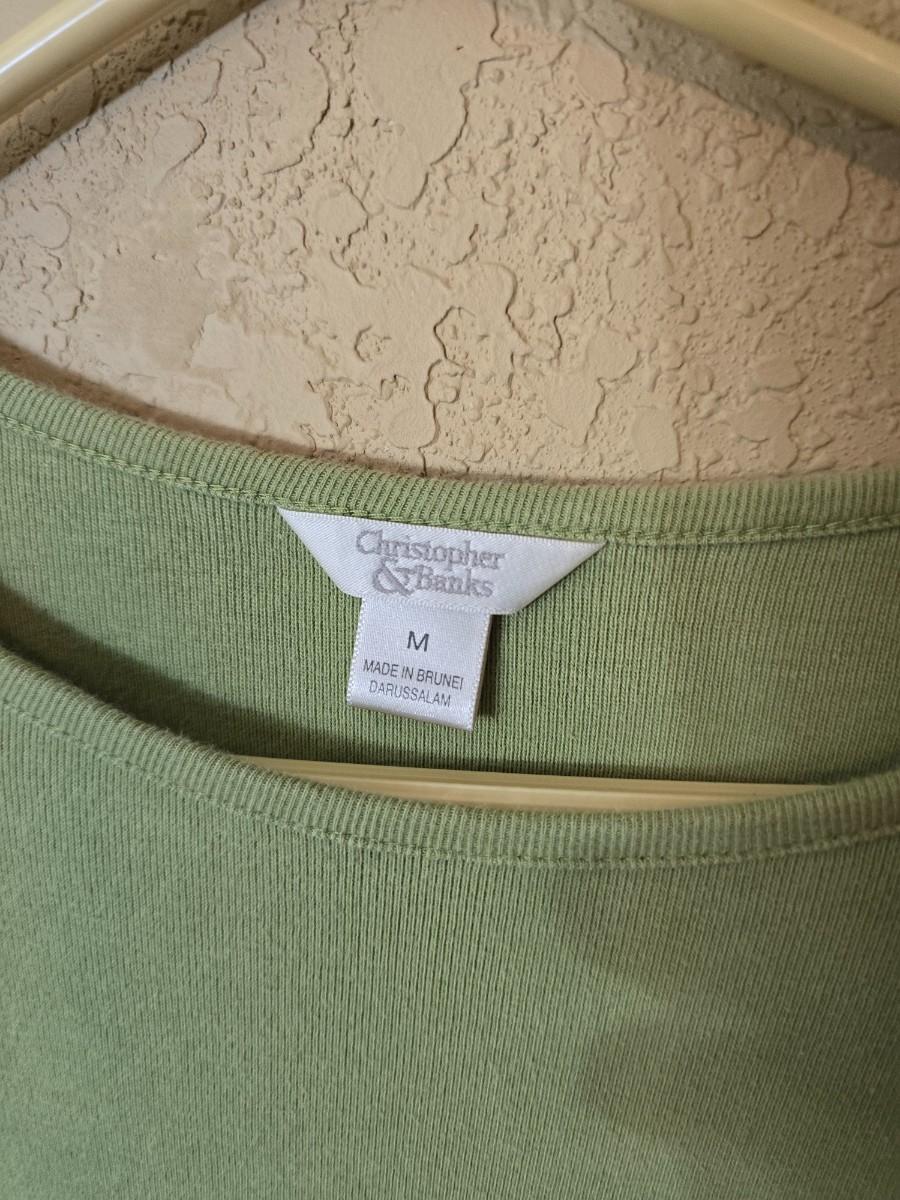 Christopher
& Banks
M
MADE IN BRUNEI
DARUSSALAM